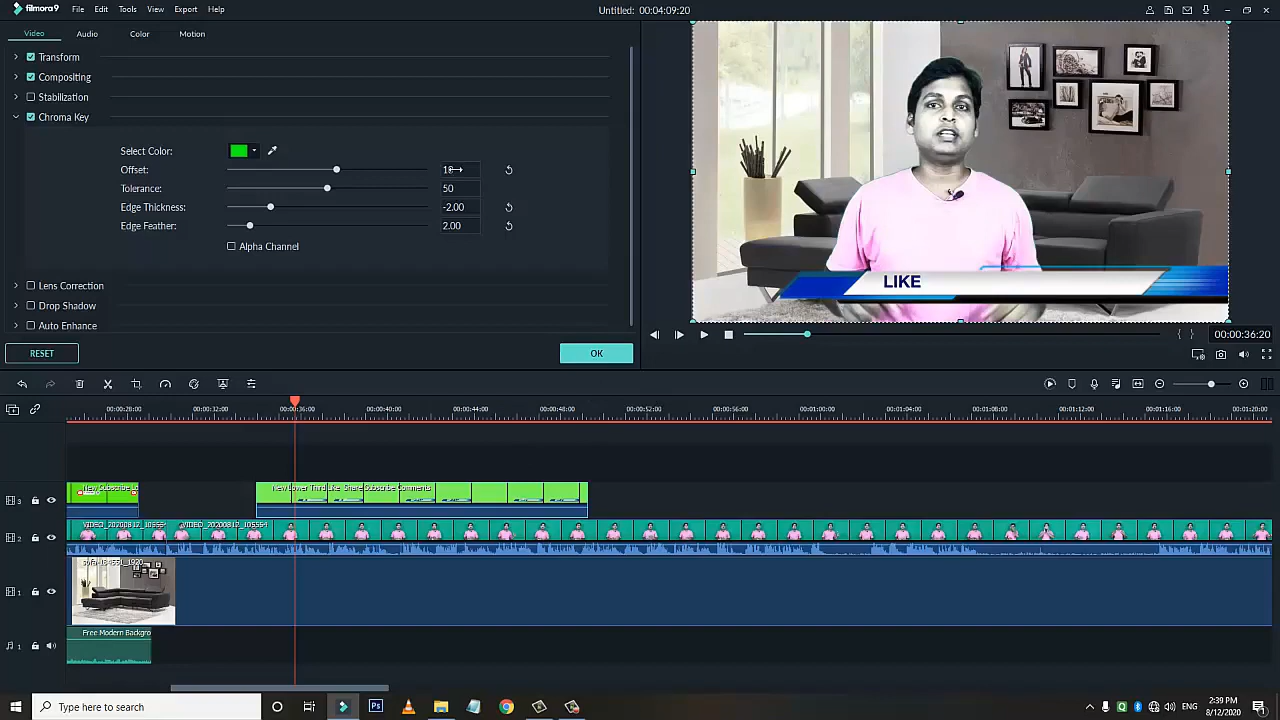 filmora9 File Edit Tools View Export Help Untitled: 00:04:09:20
Video Audio Color Motion
Transform
Compositing
Stabilization
Chroma Key
Select Color:
Offset: 18
Tolerance: 50
Edge Thickness: -2.00
Edge Feather: 2.00
Alpha Channel
Lens Correction
Drop Shadow
Auto Enhance
RESET OK
LIKE
00:00:36:20
00:00:28:00 00:00:32:00 00:00:36:00 00:00:40:00 00:00:44:00 00:00:48:00 00:00:52:00 00:00:56:00 00:01:00:00 00:01:04:00 00:01:08:00 00:01:12:00 00:01:16:00 00:01:20:00
3 New Subscribe Lo New Lower Third Like Share Subscribe Comments
2 VIDEO_20200812_105554 VIDEO_20200812_105554
1
1 Free Modern Backgro
Type here to search
2:39 PM
8/12/2020